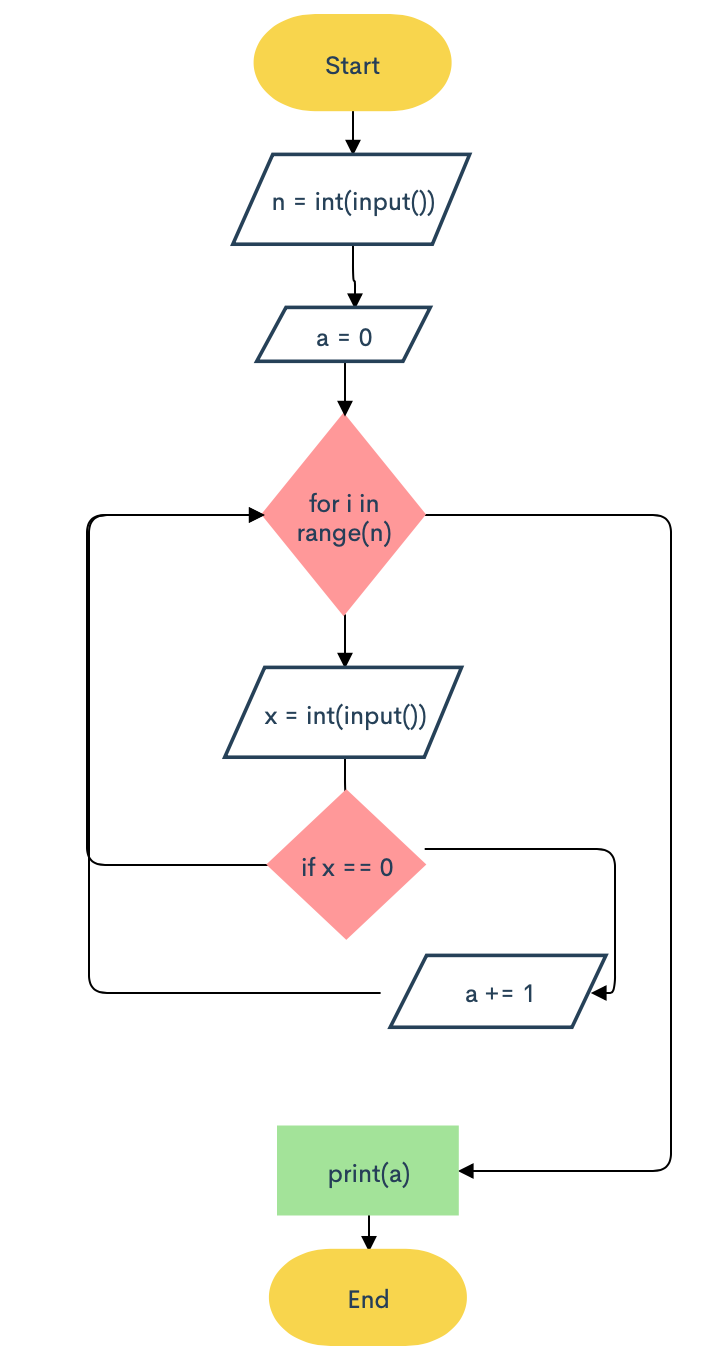 Start
n = int(input())
a = 0
for i in
range(n)
x = int(input())
if x == 0
a += 1
print(a)
End